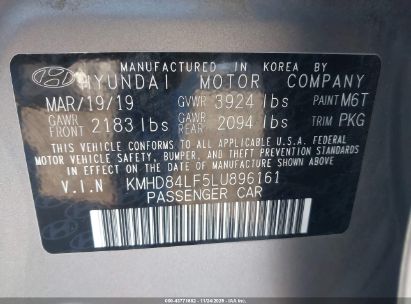 MANUFACTURED IN KOREA
HYUNDAI MOTOR COMPANY
MAR/19/19 GVWR 3924 lbs PAINT M6T
GAWR FRONT 2183 lbs GAWR REAR 2094 lbs TRIM PKG
THIS VEHICLE CONFORMS TO ALL APPLICABLE U.S. FEDERAL
MOTOR VEHICLE SAFETY, BUMPER, AND THEFT PREVENTION STANDARDS
IN EFFECT ON THE DATE OF MANUFACTURE SHOWN ABOVE.
V.I.N KMHD84LF5LU896161
PASSENGER CAR